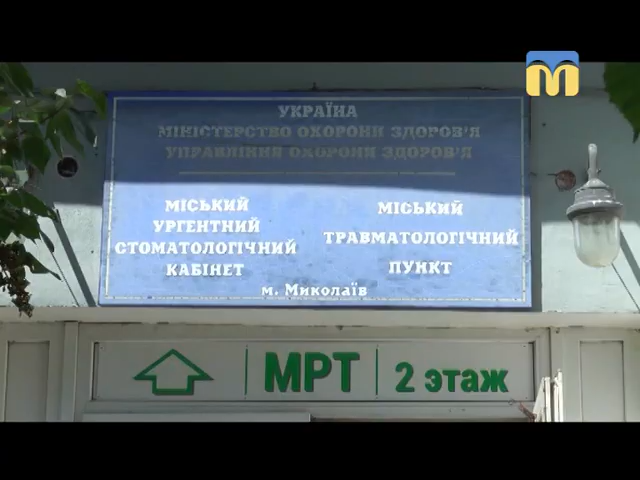 УКРАЇНА
МІНІСТЕРСТВО ОХОРОНИ ЗДОРОВ'Я
УПРАВЛІННЯ ОХОРОНИ ЗДОРОВ'Я
МІСЬКИЙ
УРГЕНТНИЙ
СТОМАТОЛОГІЧНИЙ
КАБІНЕТ
МІСЬКИЙ
ТРАВМАТОЛОГІЧНИЙ
ПУНКТ
м. Миколаїв
МРТ 2 этаж